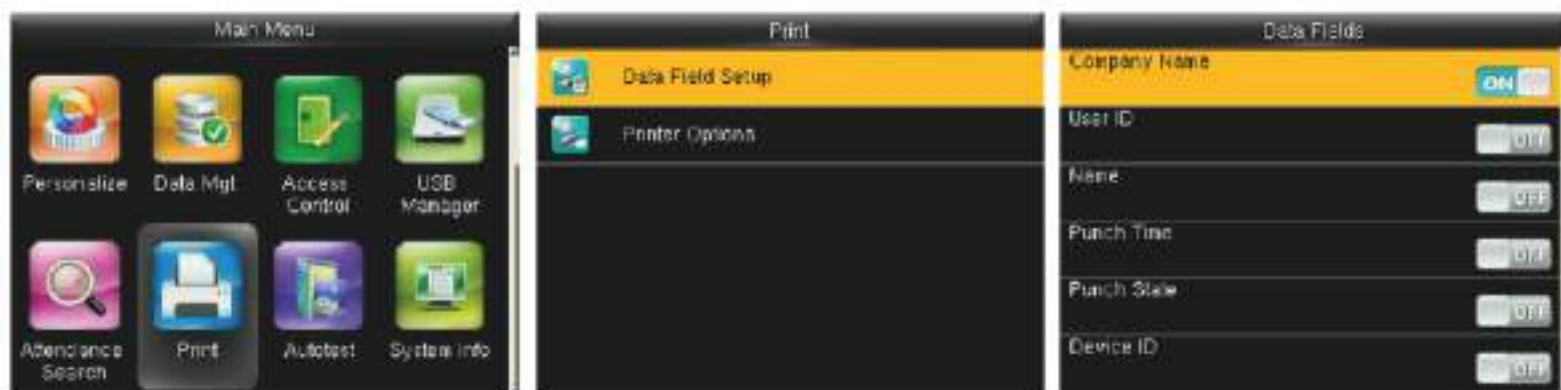 Main Menu
Personalize
Data Mgt.
Access
Control
USB
Manager
Attendance
Search
Print
Autotest
System Info
Print
Data Field Setup
Printer Options
Data Fields
Company Name
ON
User ID
OFF
Name
OFF
Punch Time
OFF
Punch State
OFF
Device ID
OFF